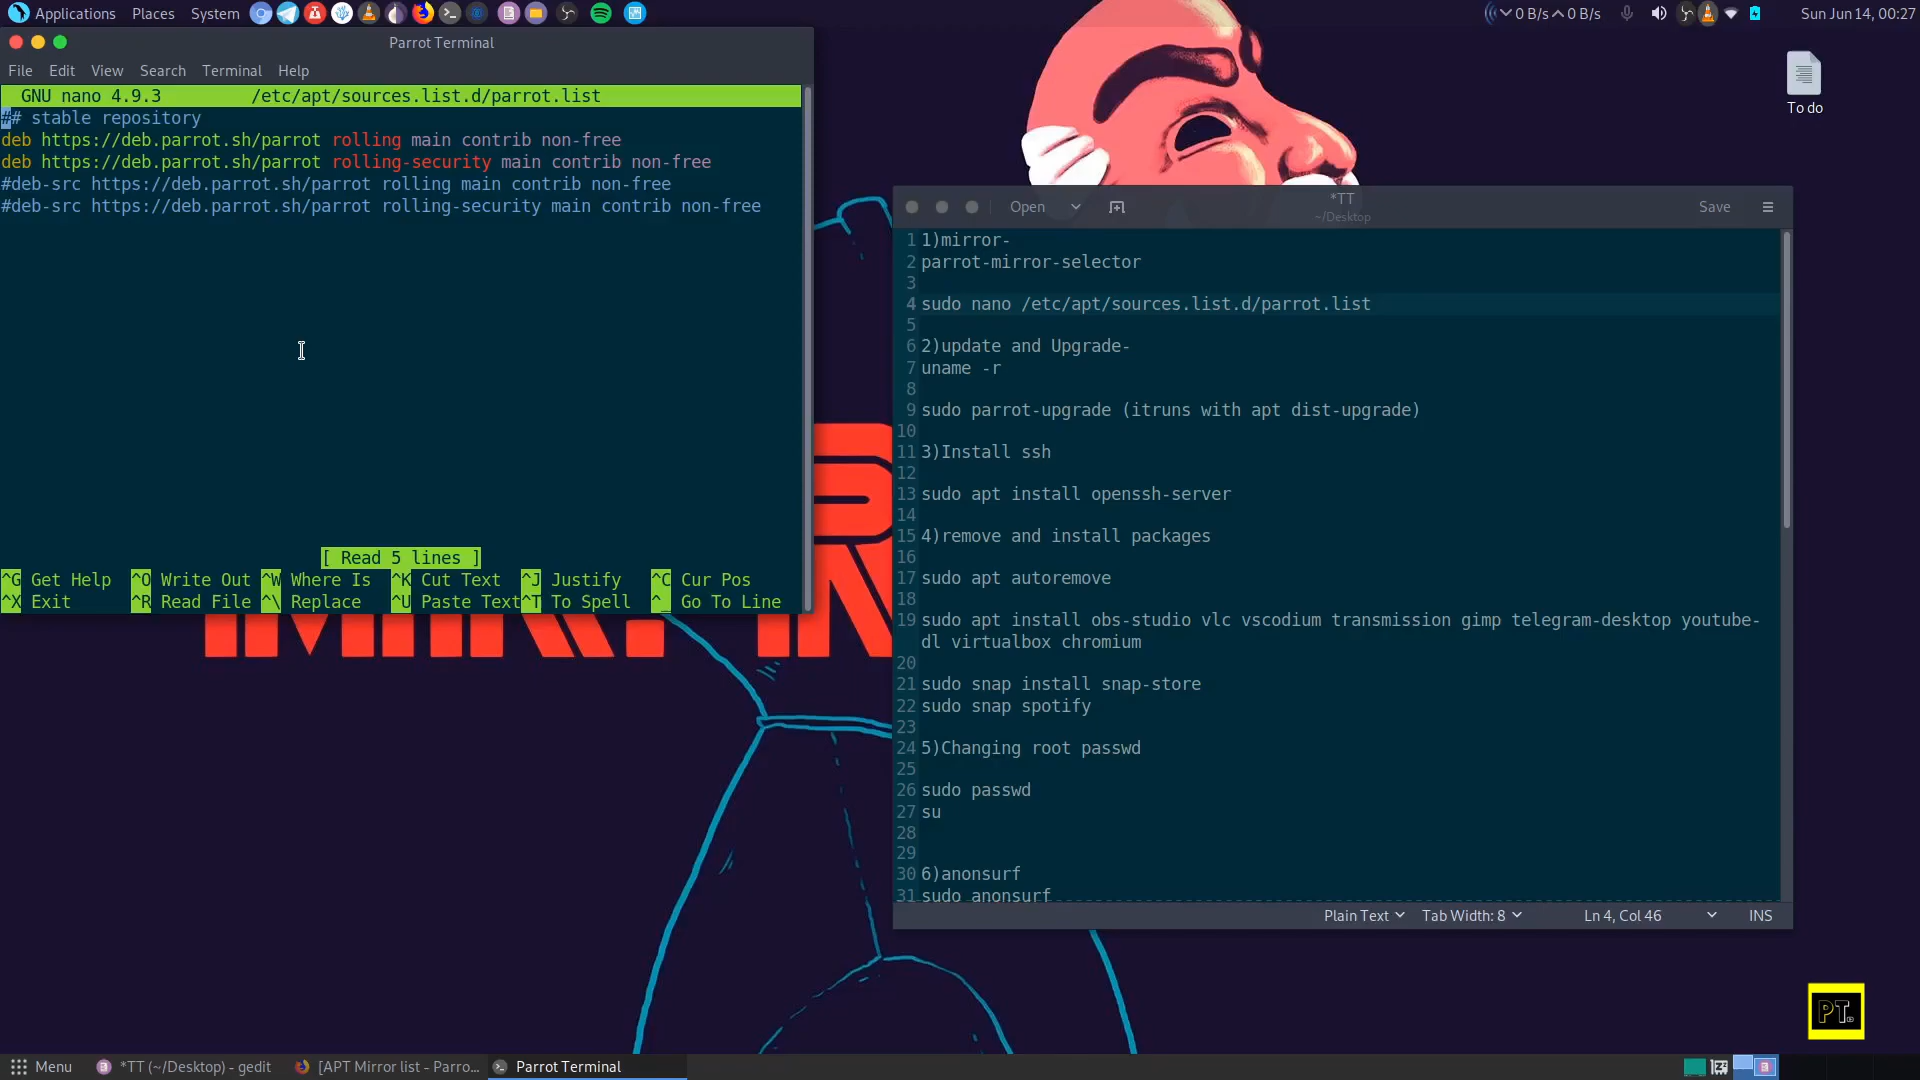 Applications Places System
0 B/s 0 B/s
Sun Jun 14, 00:27
Parrot Terminal
File Edit View Search Terminal Help
GNU nano 4.9.3 /etc/apt/sources.list.d/parrot.list
## stable repository
deb https://deb.parrot.sh/parrot rolling main contrib non-free
deb https://deb.parrot.sh/parrot rolling-security main contrib non-free
#deb-src https://deb.parrot.sh/parrot rolling main contrib non-free
#deb-src https://deb.parrot.sh/parrot rolling-security main contrib non-free
[ Read 5 lines ]
^G Get Help ^O Write Out ^W Where Is ^K Cut Text ^J Justify ^C Cur Pos
^X Exit ^R Read File ^\ Replace ^U Paste Text ^T To Spell ^_ Go To Line
To do
Open *TT Save
~/Desktop
1 1)mirror-
2 parrot-mirror-selector
3
4 sudo nano /etc/apt/sources.list.d/parrot.list
5
6 2)update and Upgrade-
7 uname -r
8
9 sudo parrot-upgrade (itruns with apt dist-upgrade)
10
11 3)Install ssh
12
13 sudo apt install openssh-server
14
15 4)remove and install packages
16
17 sudo apt autoremove
18
19 sudo apt install obs-studio vlc vscodium transmission gimp telegram-desktop youtube-
dl virtualbox chromium
20
21 sudo snap install snap-store
22 sudo snap spotify
23
24 5)Changing root passwd
25
26 sudo passwd
27 su
28
29
30 6)anonsurf
31 sudo anonsurf
Plain Text Tab Width: 8 Ln 4, Col 46 INS
MR.
PT
Menu *TT (~/Desktop) - gedit [APT Mirror list - Parro... Parrot Terminal